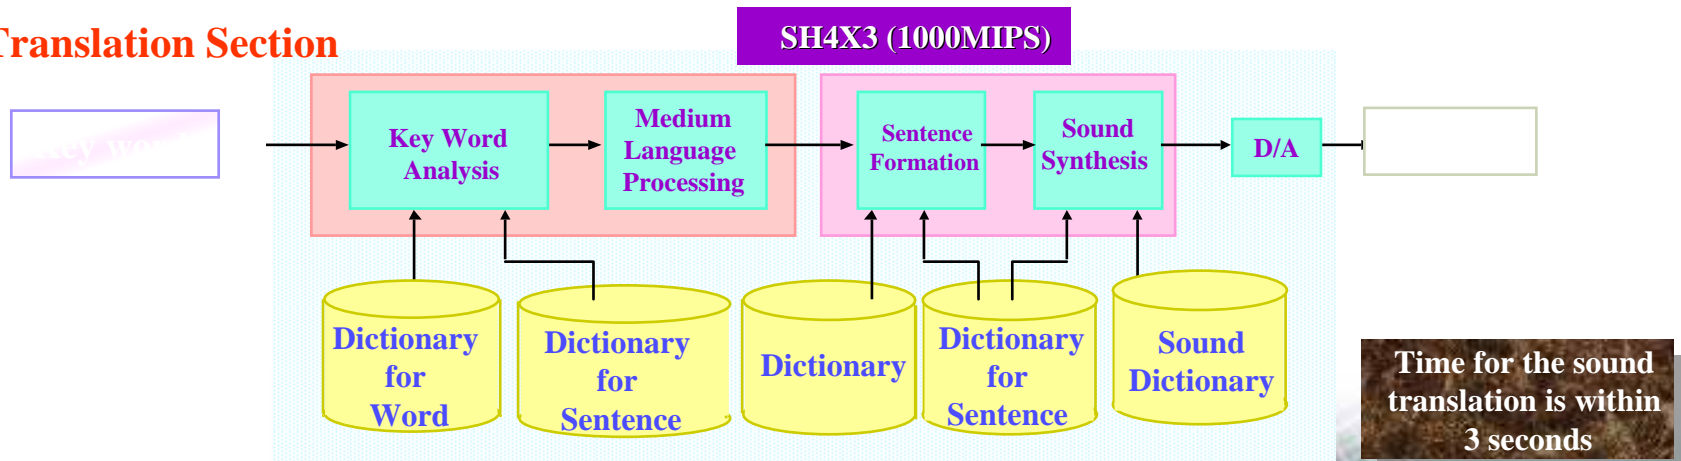 Translation Section
SH4X3 (1000MIPS)
Key Word
Analysis
Medium
Language
Processing
Sentence
Formation
Sound
Synthesis
D/A
Dictionary
for
Word
Dictionary
for
Sentence
Dictionary
Dictionary
for
Sentence
Sound
Dictionary
Time for the sound
translation is within
3 seconds